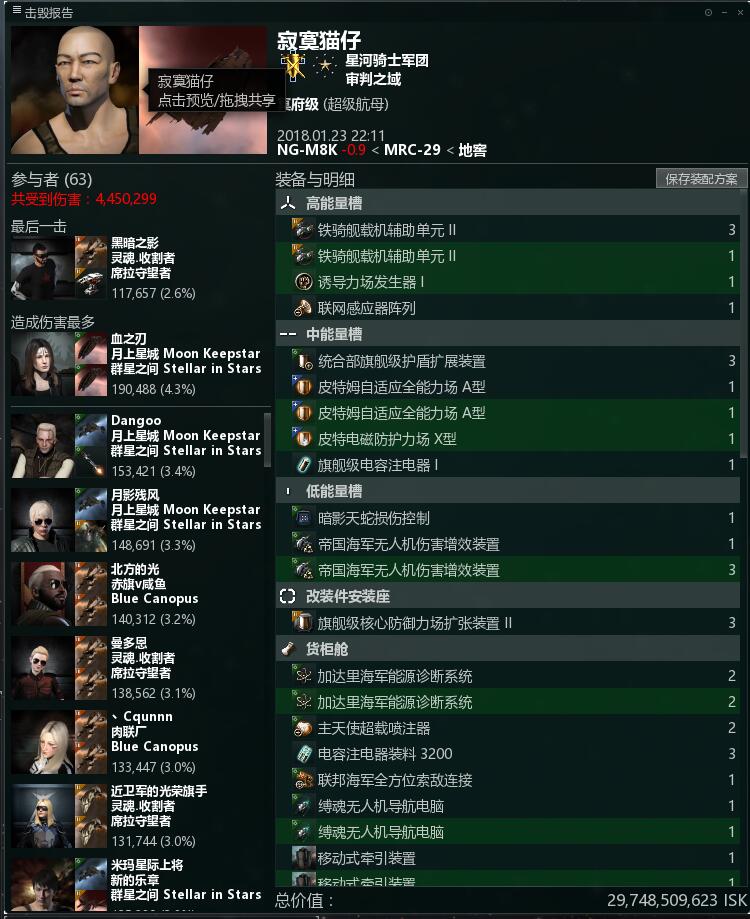 击毁报告
寂寞猫仔
星河骑士军团
审判之域
寂寞猫仔
点击预览/拖拽共享
府级 (超级航母)
2018.01.23 22:11
NG-M8K -0.9 < MRC-29 < 地窖
参与者 (63)
共受到伤害：4,450,299
最后一击
黑暗之影
灵魂.收割者
席拉守望者
117,657 (2.6%)
造成伤害最多
血之刃
月上星城 Moon Keepstar
群星之间 Stellar in Stars
190,488 (4.3%)
Dangoo
月上星城 Moon Keepstar
群星之间 Stellar in Stars
153,421 (3.4%)
月影残风
月上星城 Moon Keepstar
群星之间 Stellar in Stars
148,691 (3.3%)
北方的光
赤旗v咸鱼
Blue Canopus
140,312 (3.2%)
曼多恩
灵魂.收割者
席拉守望者
138,562 (3.1%)
丶Cqunnn
肉联厂
Blue Canopus
133,447 (3.0%)
近卫军的光荣旗手
灵魂.收割者
席拉守望者
131,744 (3.0%)
米玛星际上将
新的乐章
群星之间 Stellar in Stars
装备与明细
保存装配方案
高能量槽
铁骑舰载机辅助单元 II 3
铁骑舰载机辅助单元 II 1
诱导力场发生器 I 1
联网感应器阵列 1
中能量槽
统合部旗舰级护盾扩展装置 3
皮特姆自适应全能力场 A型 1
皮特姆自适应全能力场 A型 1
皮特电磁防护力场 X型 1
旗舰级电容注电器 I 1
低能量槽
暗影天蛇损伤控制 1
帝国海军无人机伤害增效装置 1
帝国海军无人机伤害增效装置 3
改装件安装座
旗舰级核心防御力场扩张装置 II 3
货柜舱
加达里海军能源诊断系统 2
加达里海军能源诊断系统 2
主天使超载喷注器 2
电容注电器装料 3200 3
联邦海军全方位索敌连接 1
缚魂无人机导航电脑 1
缚魂无人机导航电脑 1
移动式牵引装置 1
移动式牵引装置 1
总价值： 29,748,509,623 ISK